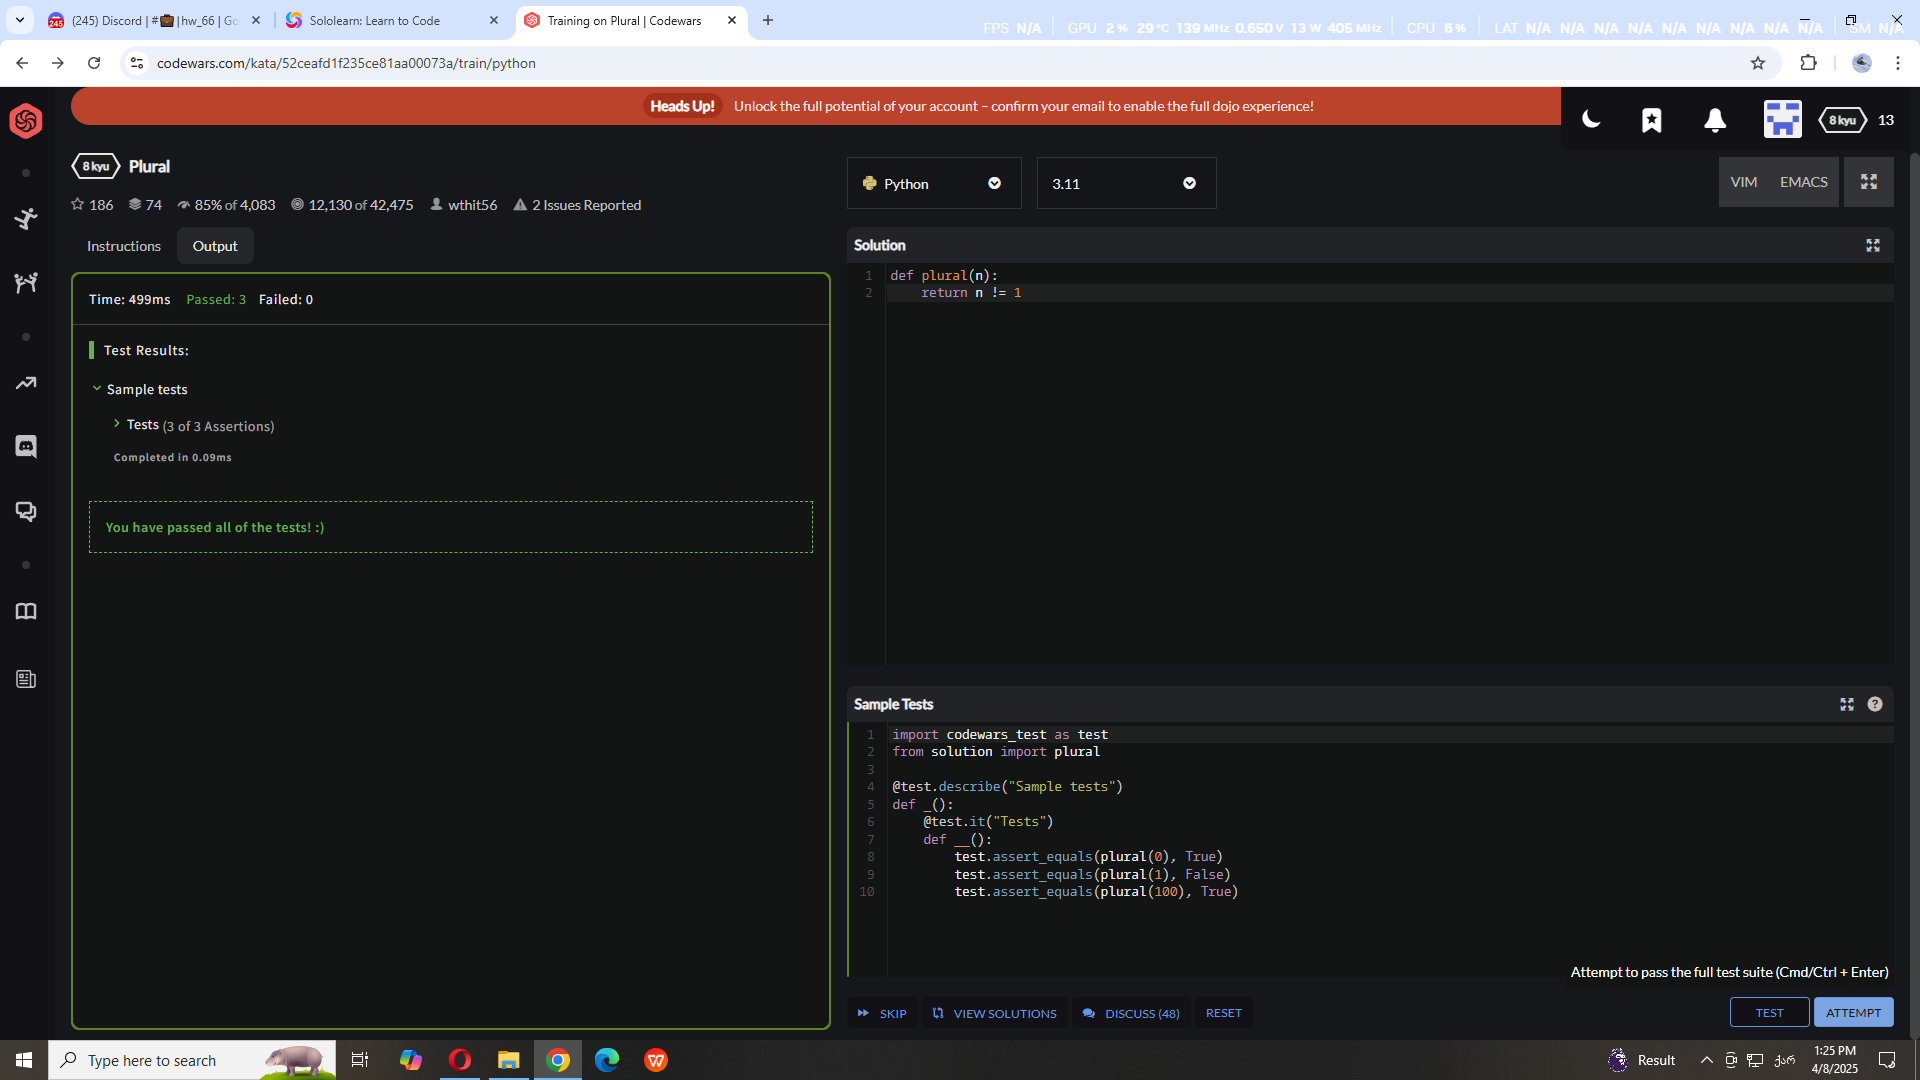 (245) Discord | #💼|hw_66 | Go
Sololearn: Learn to Code
Training on Plural | Codewars
FPS N/A GPU 2 % 29 °C 139 MHz 0.650 V 13 W 405 MHz CPU 6 % LAT N/A N/A N/A N/A N/A N/A N/A N/A N/A SM N/A
codewars.com/kata/52ceafd1f235ce81aa00073a/train/python
Heads Up! Unlock the full potential of your account – confirm your email to enable the full dojo experience!
8 kyu 13
8 kyu Plural
186 74 85% of 4,083 12,130 of 42,475 wthit56 2 Issues Reported
Python 3.11 VIM EMACS
Instructions Output
Time: 499ms Passed: 3 Failed: 0
Test Results:
Sample tests
Tests (3 of 3 Assertions)
Completed in 0.09ms
You have passed all of the tests! :)
Solution
1 def plural(n):
2 return n != 1
Sample Tests
1 import codewars_test as test
2 from solution import plural
3
4 @test.describe("Sample tests")
5 def _():
6 @test.it("Tests")
7 def __():
8 test.assert_equals(plural(0), True)
9 test.assert_equals(plural(1), False)
10 test.assert_equals(plural(100), True)
Attempt to pass the full test suite (Cmd/Ctrl + Enter)
SKIP VIEW SOLUTIONS DISCUSS (48) RESET TEST ATTEMPT
Type here to search
Result
ქარ
1:25 PM
4/8/2025